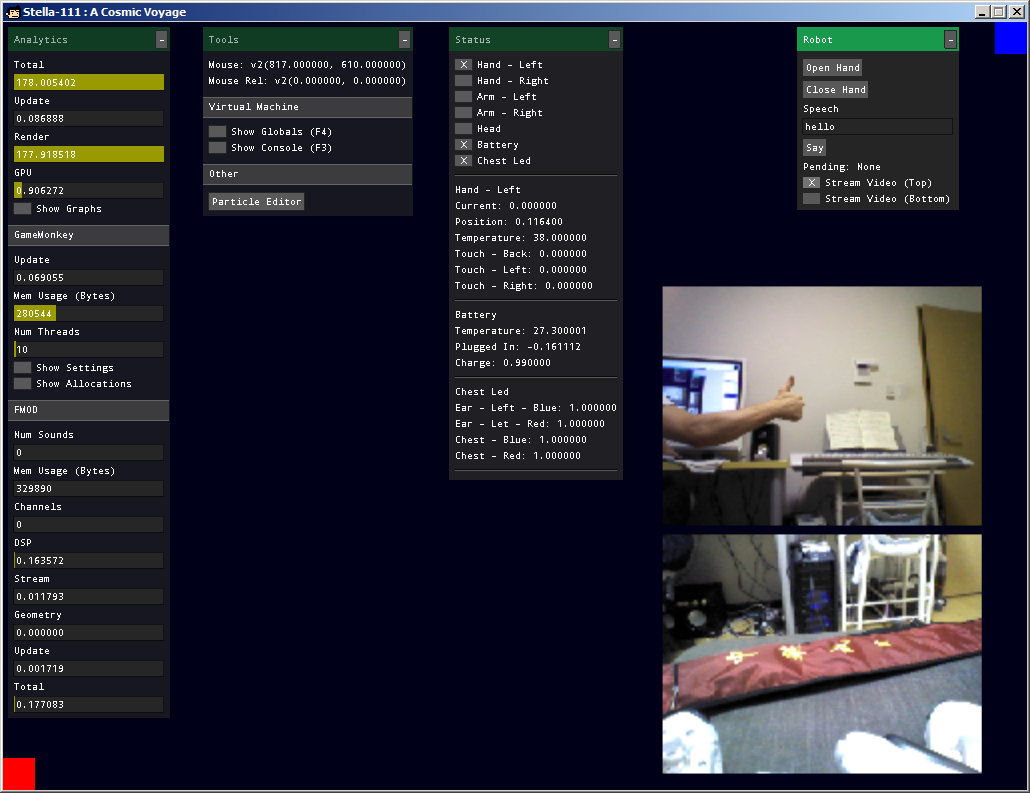 Stella-111 : A Cosmic Voyage
Analytics
Total
178.005402
Update
0.086888
Render
177.918518
GPU
0.906272
Show Graphs
GameMonkey
Update
0.069055
Mem Usage (Bytes)
280544
Num Threads
10
Show Settings
Show Allocations
FMOD
Num Sounds
0
Mem Usage (Bytes)
329890
Channels
0
DSP
0.163572
Stream
0.011793
Geometry
0.000000
Update
0.001719
Total
0.177083
Tools
Mouse: v2(817.000000, 610.000000)
Mouse Rel: v2(0.000000, 0.000000)
Virtual Machine
Show Globals (F4)
Show Console (F3)
Other
Particle Editor
Status
X Hand - Left
Hand - Right
Arm - Left
Arm - Right
Head
X Battery
X Chest Led
Hand - Left
Current: 0.000000
Position: 0.116400
Temperature: 38.000000
Touch - Back: 0.000000
Touch - Left: 0.000000
Touch - Right: 0.000000
Battery
Temperature: 27.300001
Plugged In: -0.161112
Charge: 0.990000
Chest Led
Ear - Left - Blue: 1.000000
Ear - Let - Red: 1.000000
Chest - Blue: 1.000000
Chest - Red: 1.000000
Robot
Open Hand
Close Hand
Speech
hello
Say
Pending: None
X Stream Video (Top)
Stream Video (Bottom)